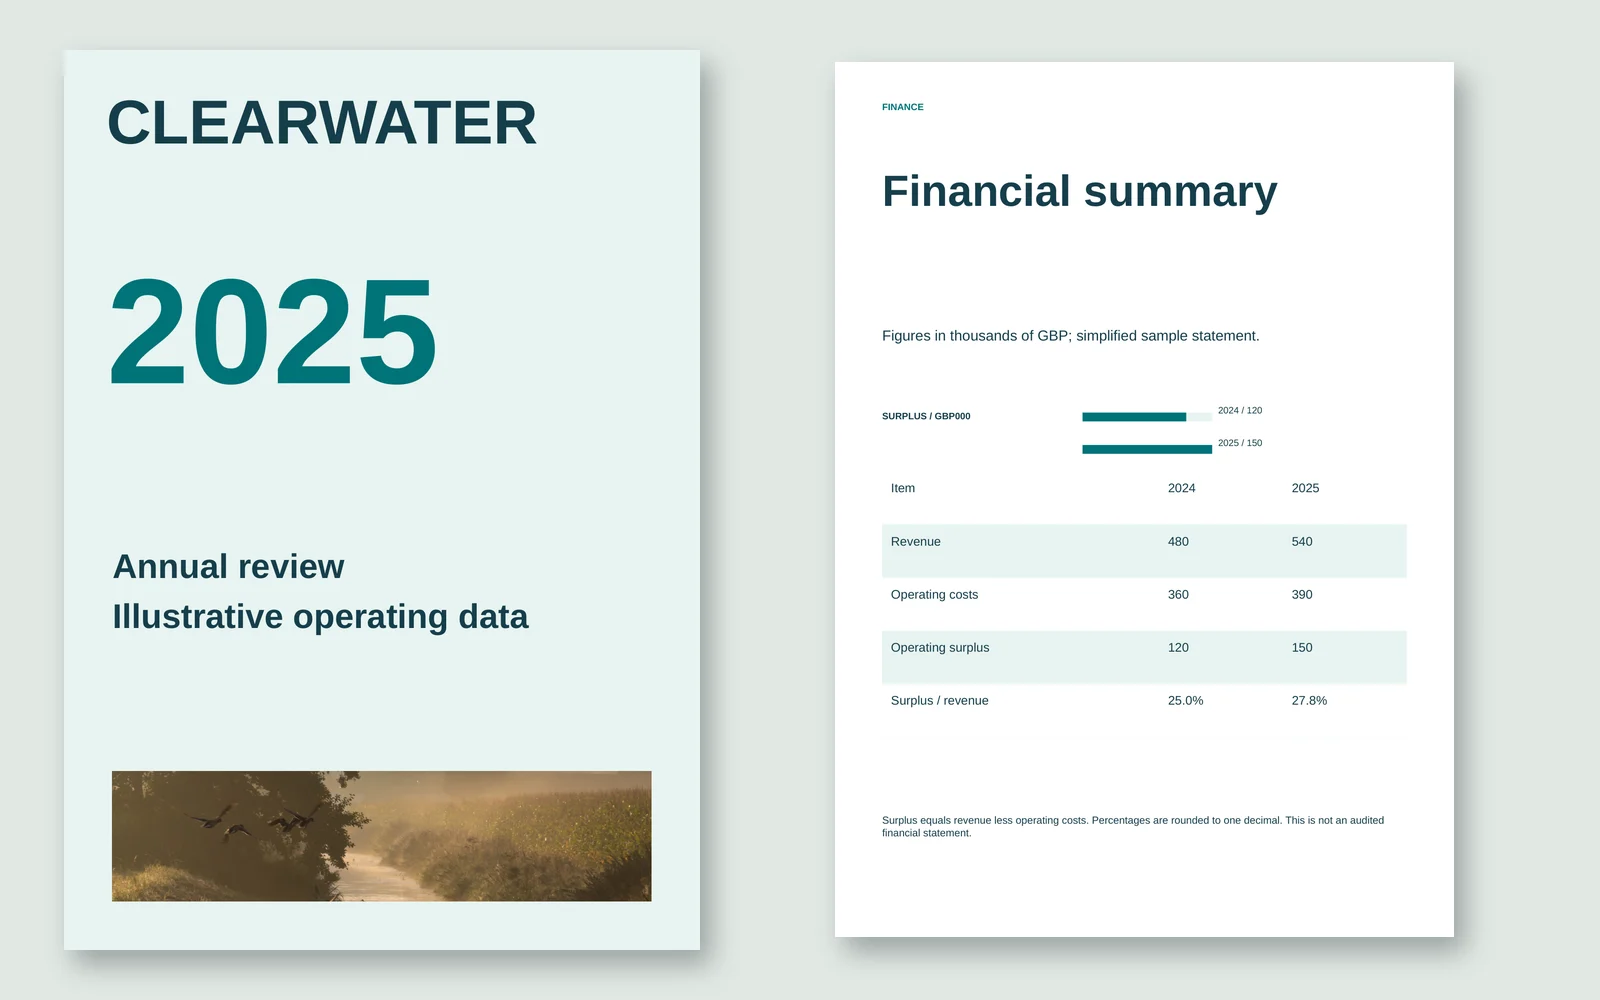 CLEARWATER
2025
Annual review
Illustrative operating data
FINANCE
Financial summary
Figures in thousands of GBP; simplified sample statement.
SURPLUS / GBP000
2024 / 120
2025 / 150
Item 2024 2025
Revenue 480 540
Operating costs 360 390
Operating surplus 120 150
Surplus / revenue 25.0% 27.8%
Surplus equals revenue less operating costs. Percentages are rounded to one decimal. This is not an audited
financial statement.